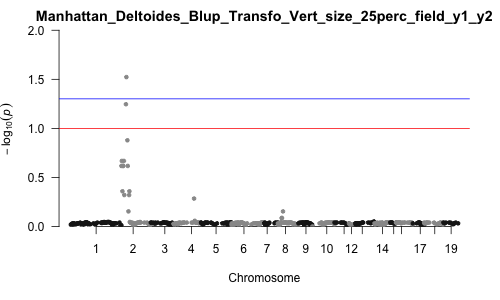 Manhattan_Deltoides_Blup_Transfo_Vert_size_25perc_field_y1_y2
2.0
1.5
1.0
0.5
0.0
− log10(p)
1 2 3 4 5 6 7 8 9 10 12 14 17 19
Chromosome